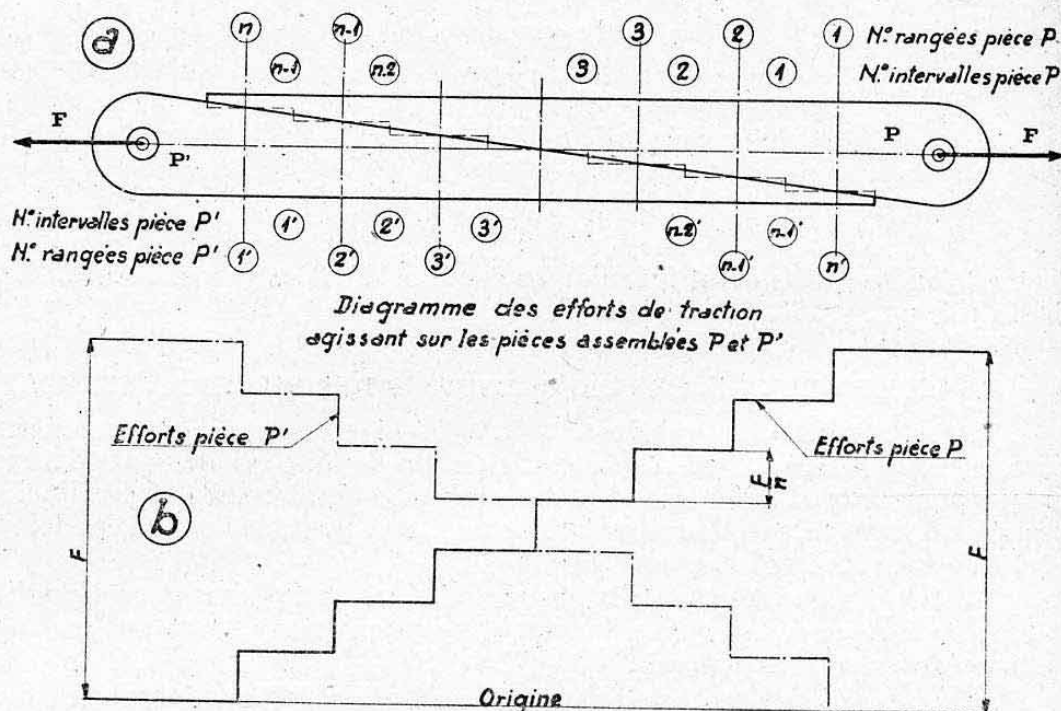 a
n
n-1
3
2
1
N° rangées pièce P.
n-1
n-2
3
2
1
N° intervalles pièce P
F
P'
P
F
N° intervalles pièce P'
1'
2'
3'
n-2'
n-1'
N° rangées pièce P'
1'
2'
3'
n-1'
n'
Diagramme des efforts de traction
agissant sur les pièces assemblées P et P'
Efforts pièce P'
Efforts pièce P
F
n
b
F
F
Origine